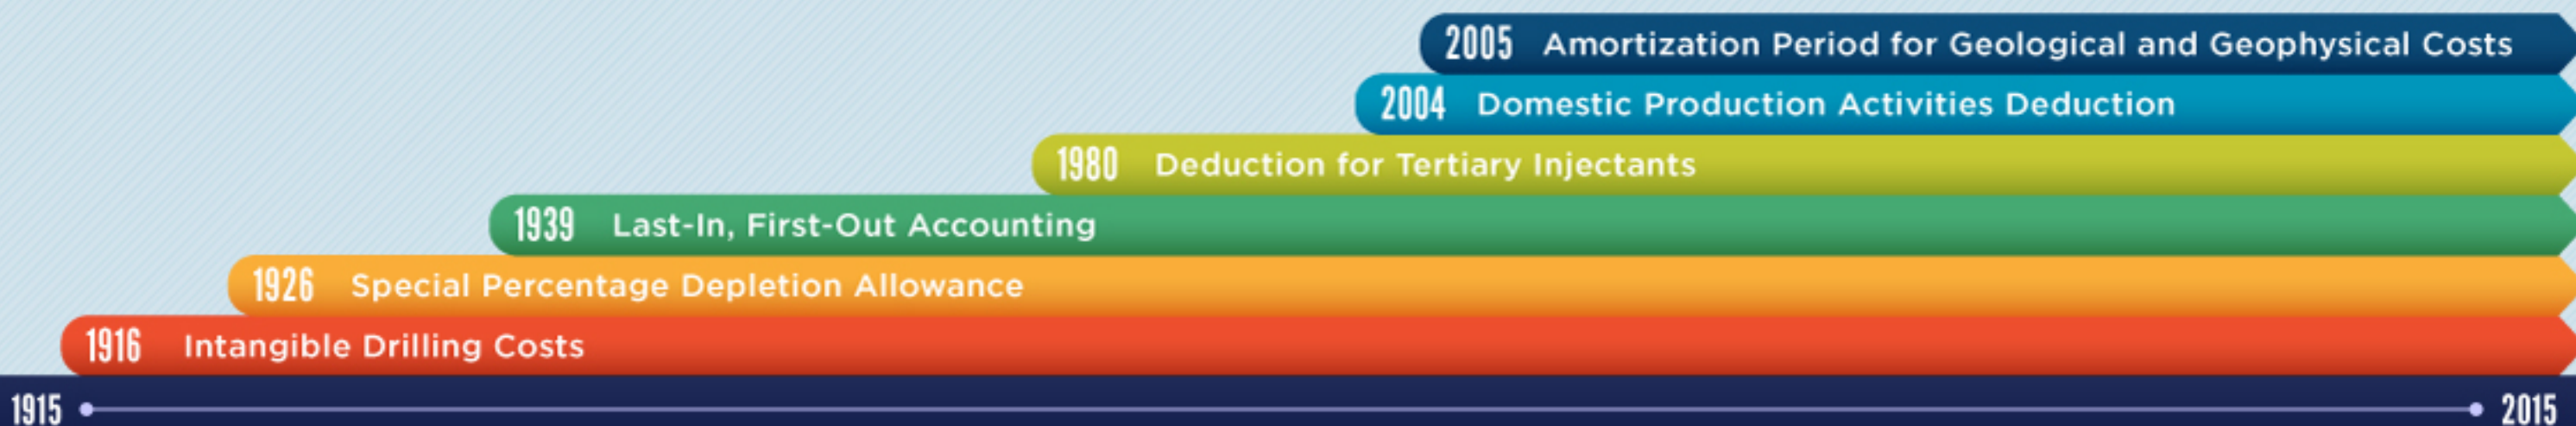 2005 Amortization Period for Geological and Geophysical Costs
2004 Domestic Production Activities Deduction
1980 Deduction for Tertiary Injectants
1939 Last-In, First-Out Accounting
1926 Special Percentage Depletion Allowance
1916 Intangible Drilling Costs
1915 2015